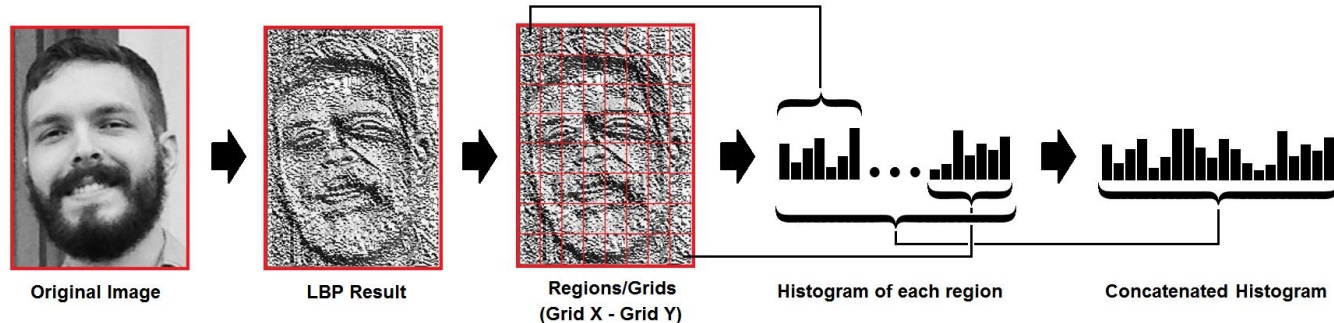 Original Image
LBP Result
Regions/Grids
(Grid X - Grid Y)
Histogram of each region
Concatenated Histogram